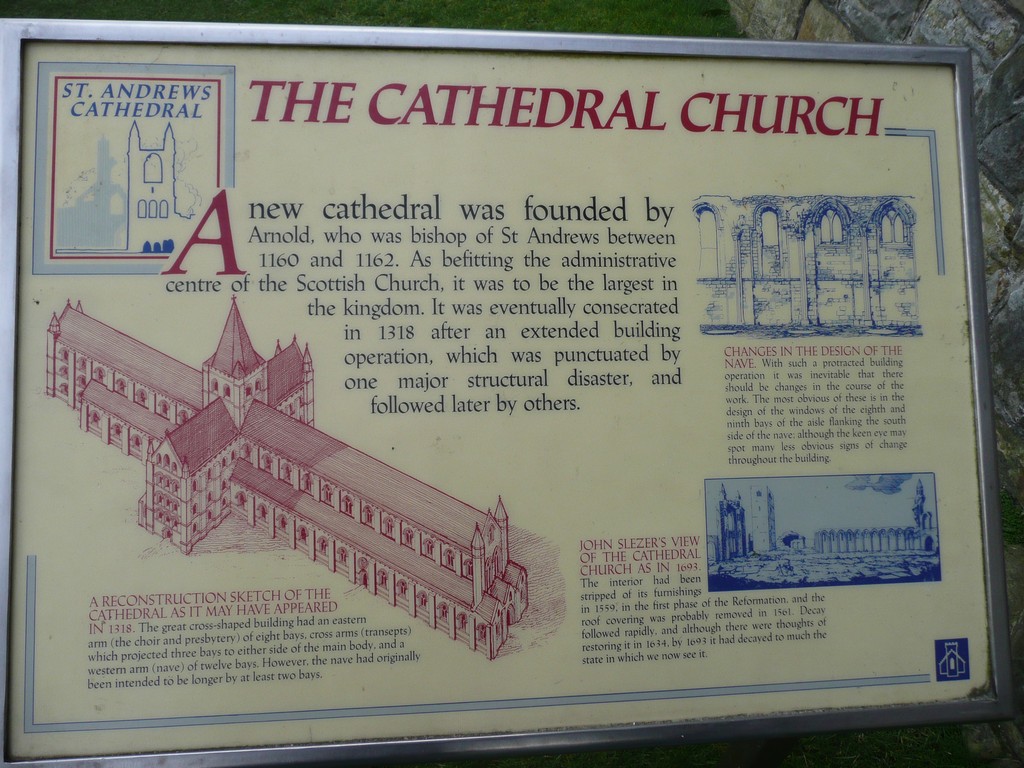 ST. ANDREWS
CATHEDRAL
THE CATHEDRAL CHURCH
A new cathedral was founded by
Arnold, who was bishop of St Andrews between
1160 and 1162. As befitting the administrative
centre of the Scottish Church, it was to be the largest in
the kingdom. It was eventually consecrated
in 1318 after an extended building
operation, which was punctuated by
one major structural disaster, and
followed later by others.
CHANGES IN THE DESIGN OF THE
NAVE. With such a protracted building
operation it was inevitable that there
should be changes in the course of the
work. The most obvious of these is in the
design of the windows of the eighth and
ninth bays of the aisle flanking the south
side of the nave; although the keen eye may
spot many less obvious signs of change
throughout the building.
A RECONSTRUCTION SKETCH OF THE
CATHEDRAL AS IT MAY HAVE APPEARED
IN 1318. The great cross-shaped building had an eastern
arm (the choir and presbytery) of eight bays, cross arms (transepts)
which projected three bays to either side of the main body, and a
western arm (nave) of twelve bays. However, the nave had originally
been intended to be longer by at least two bays.
JOHN SLEZER'S VIEW
OF THE CATHEDRAL
CHURCH AS IN 1693.
The interior had been
stripped of its furnishings
in 1559, in the first phase of the Reformation, and the
roof covering was probably removed in 1561. Decay
followed rapidly, and although there were thoughts of
restoring it in 1634, by 1693 it had decayed to much the
state in which we now see it.